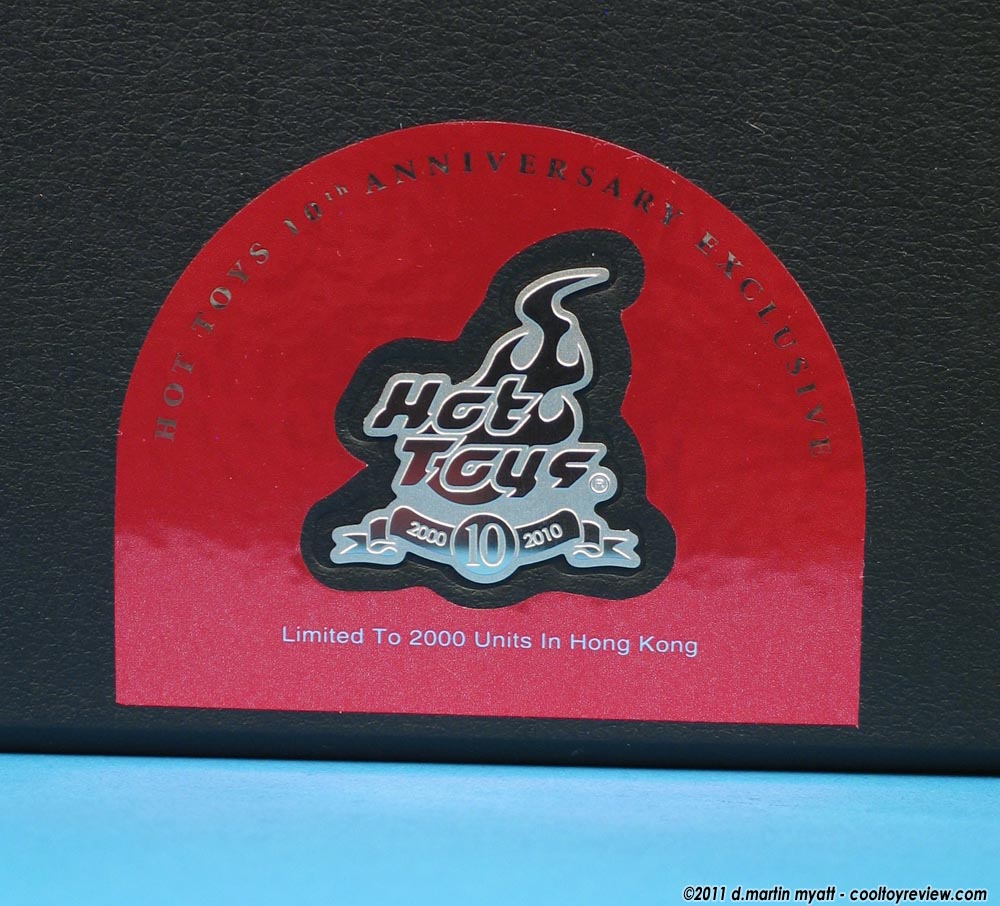 HOT TOYS 10th ANNIVERSARY EXCLUSIVE
Hot
Toys®
2000 10 2010
Limited To 2000 Units In Hong Kong
©2011 d.martin myatt - cooltoyreview.com